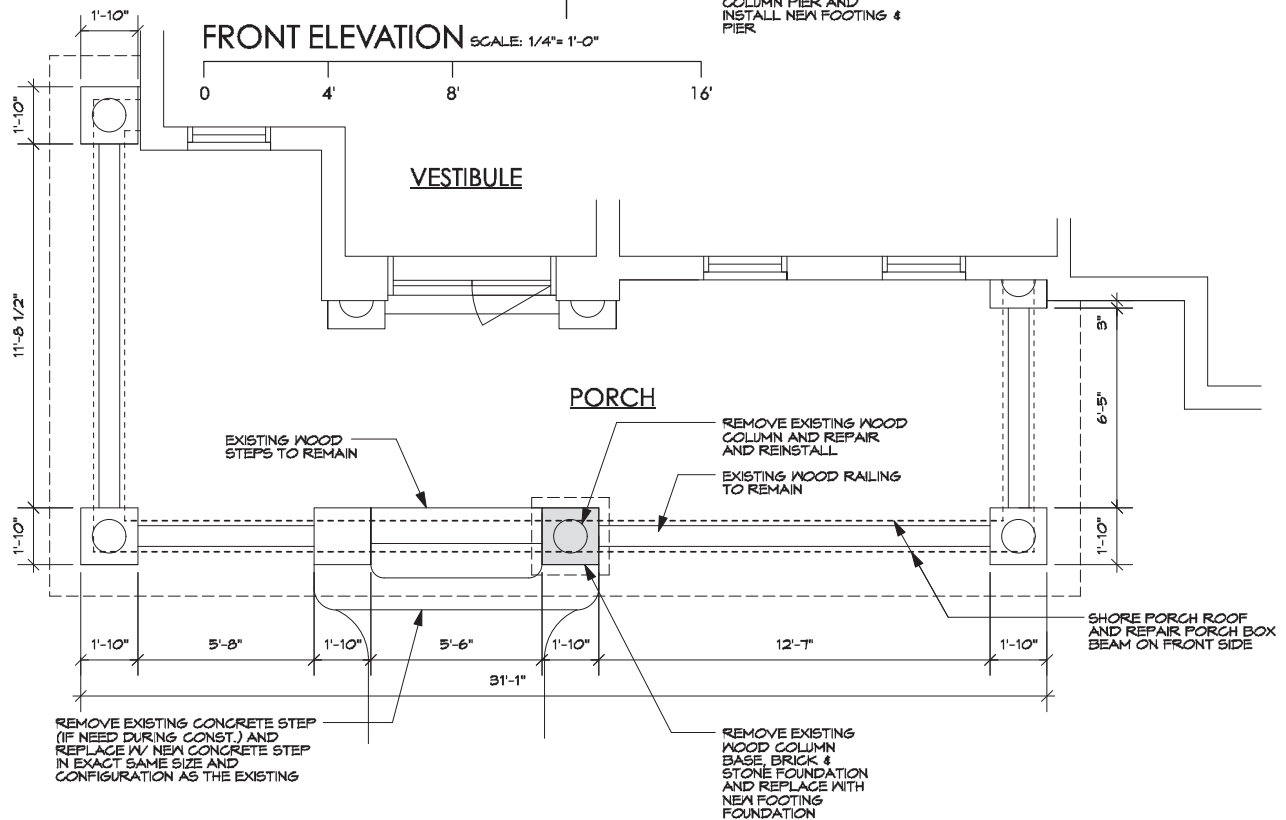 COLUMN PIER AND
INSTALL NEW FOOTING &
PIER
1'-10"
FRONT ELEVATION SCALE: 1/4"= 1'-0"
0 4' 8' 16'
1'-10"
VESTIBULE
11'-8 1/2"
3"
6'-5"
PORCH
EXISTING WOOD
STEPS TO REMAIN
REMOVE EXISTING WOOD
COLUMN AND REPAIR
AND REINSTALL
EXISTING WOOD RAILING
TO REMAIN
1'-10"
1'-10"
SHORE PORCH ROOF
AND REPAIR PORCH BOX
BEAM ON FRONT SIDE
1'-10" 5'-8" 1'-10" 5'-6" 1'-10" 12'-7" 1'-10"
31'-1"
REMOVE EXISTING CONCRETE STEP
(IF NEED DURING CONST.) AND
REPLACE W/ NEW CONCRETE STEP
IN EXACT SAME SIZE AND
CONFIGURATION AS THE EXISTING
REMOVE EXISTING
WOOD COLUMN
BASE, BRICK &
STONE FOUNDATION
AND REPLACE WITH
NEW FOOTING
FOUNDATION